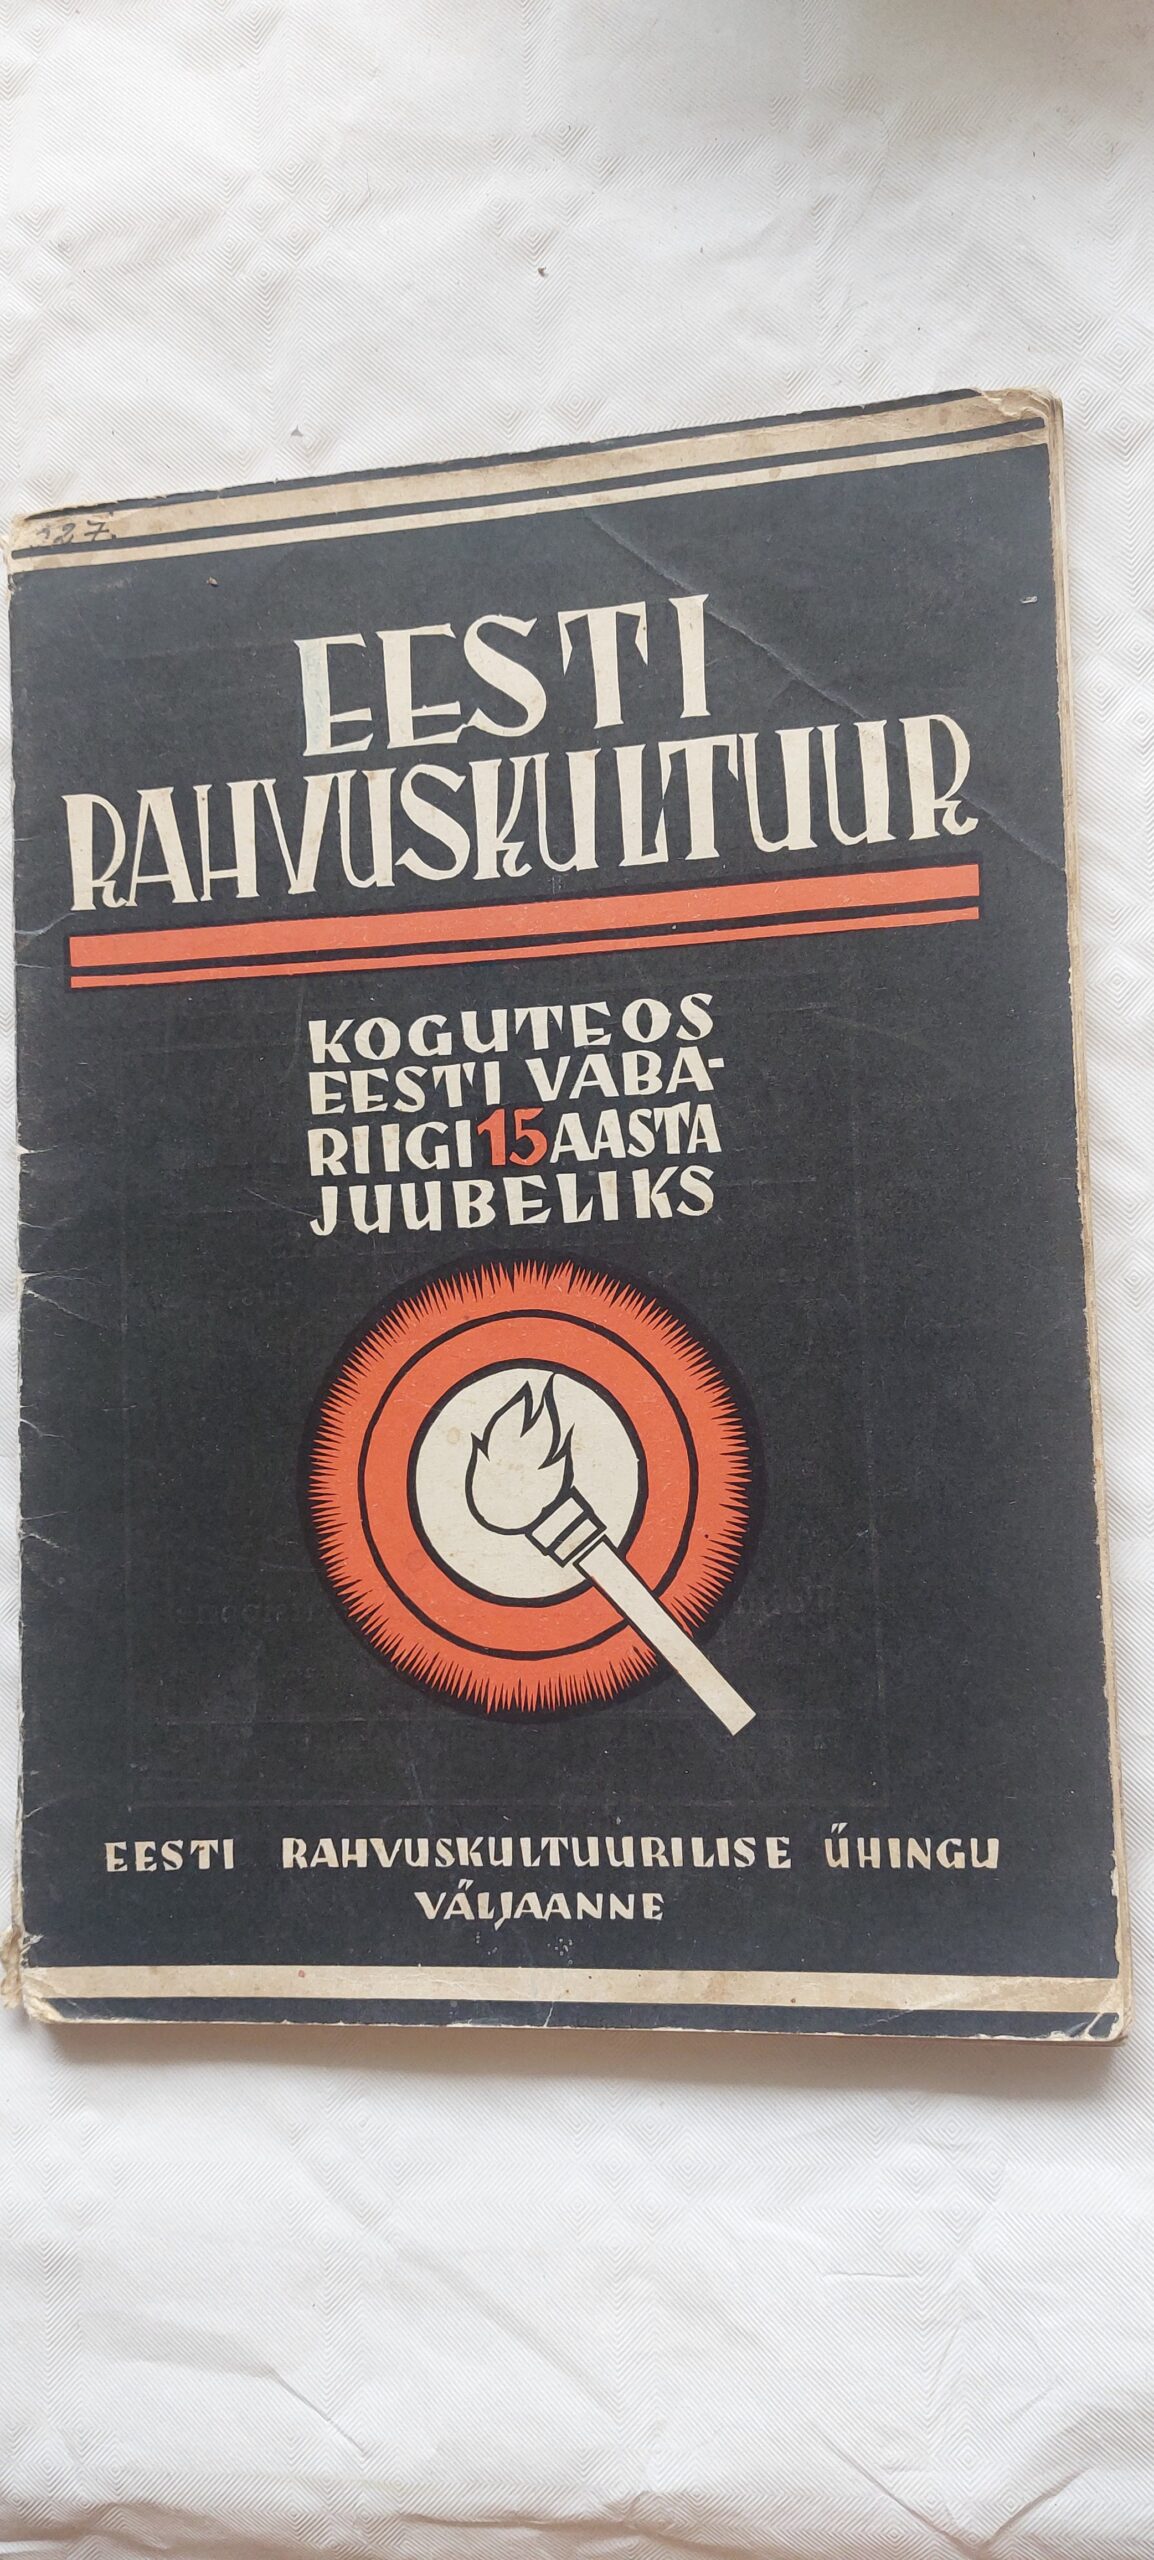 EESTI
RAHVUSKULTUUR
KOGUTEOS
EESTI VABA-
RIIGI 15 AASTA
JUUBELIKS
EESTI RAHVUSKULTUURILISE ÜHINGU
VÄLJAANNE